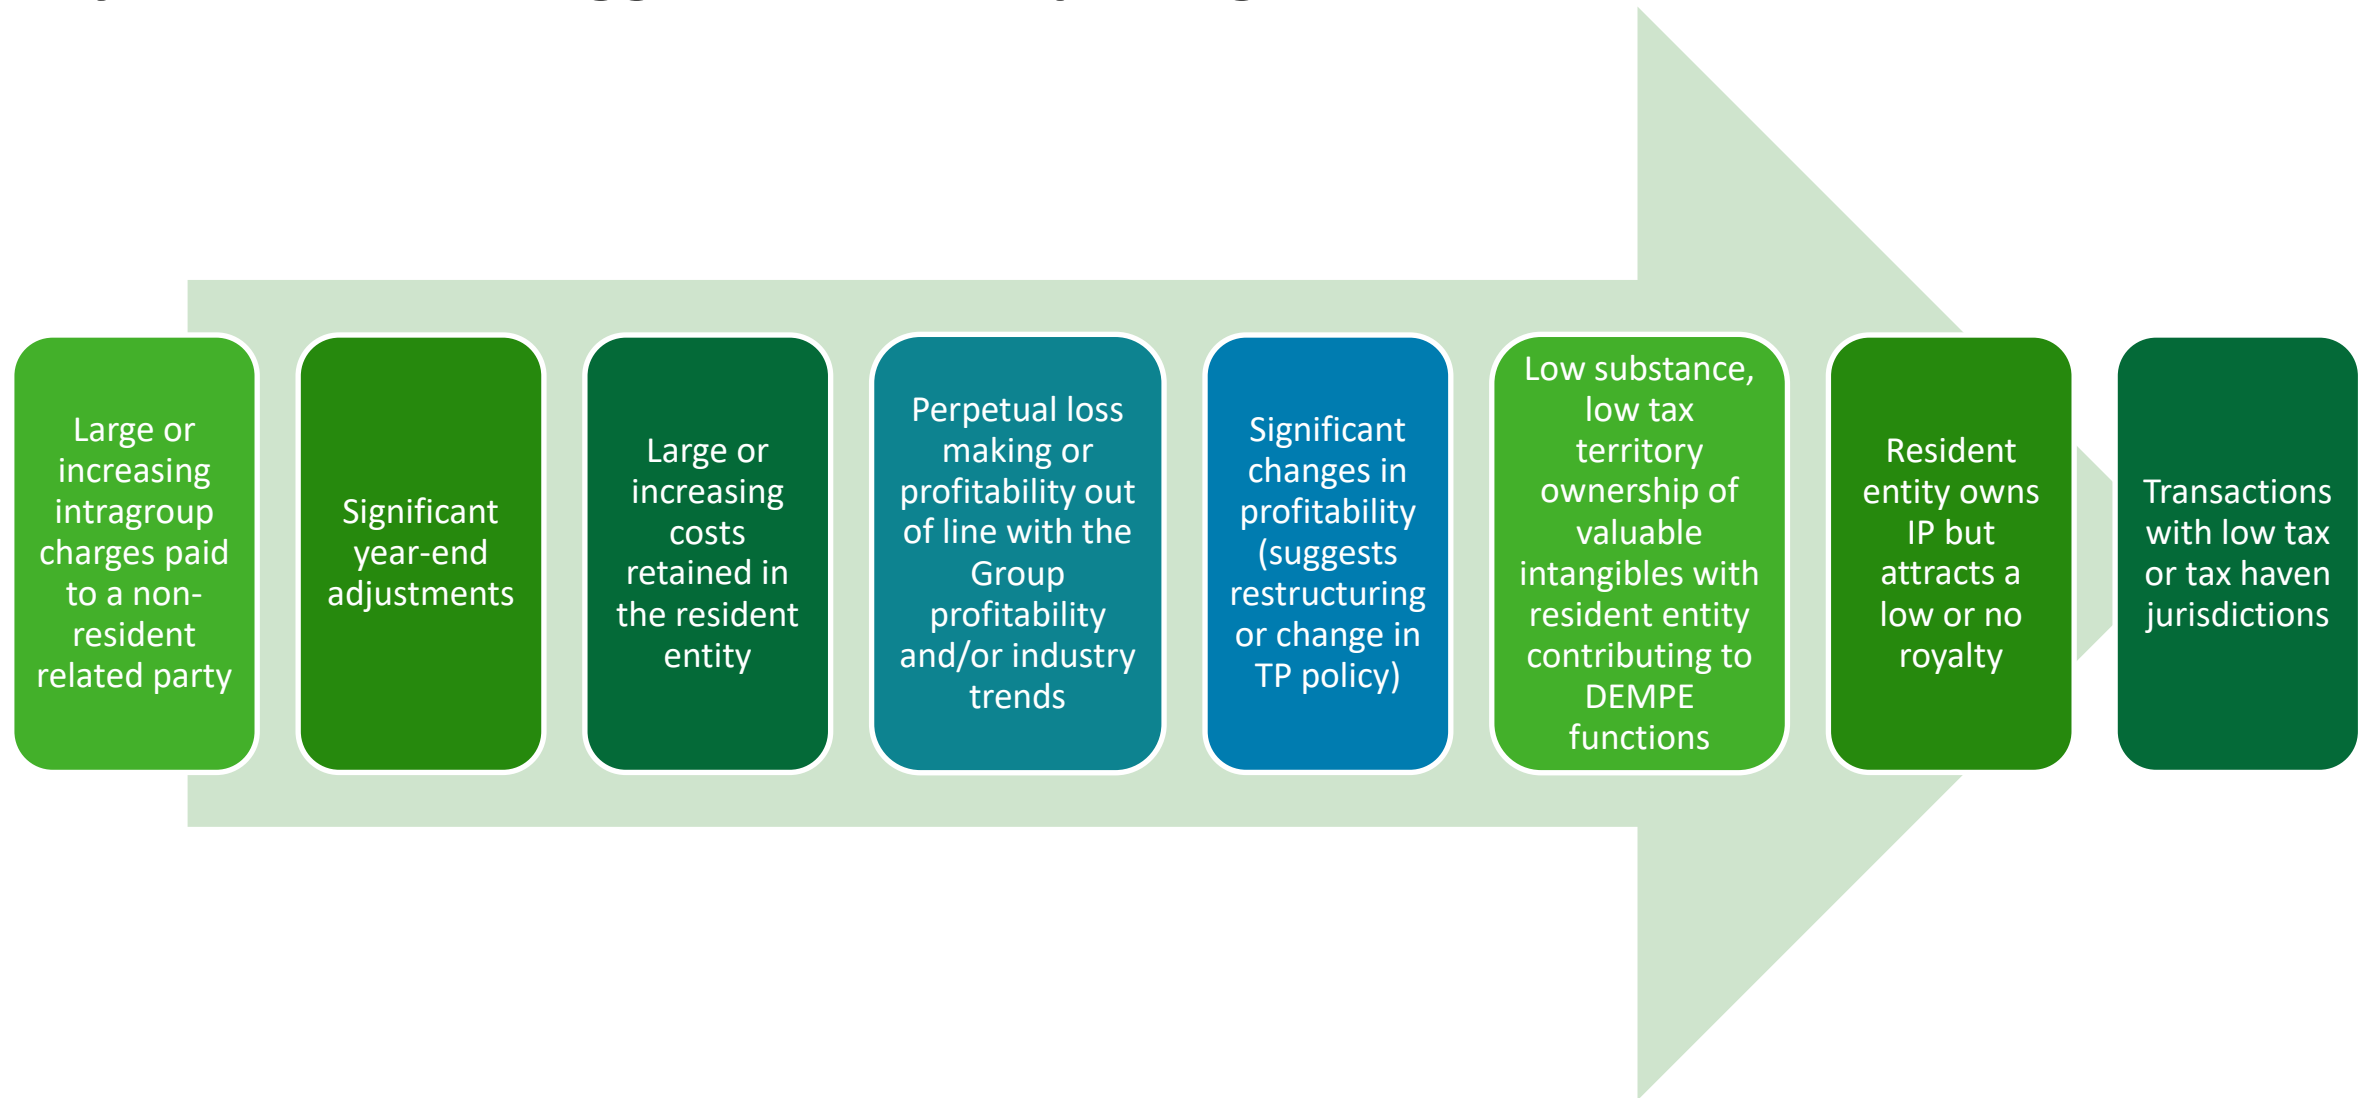 Large or
increasing
intragroup
charges paid
to a non-
resident
related party
Significant
year-end
adjustments
Large or
increasing
costs
retained in
the resident
entity
Perpetual loss
making or
profitability out
of line with the
Group
profitability
and/or industry
trends
Significant
changes in
profitability
(suggests
restructuring
or change in
TP policy)
Low substance,
low tax
territory
ownership of
valuable
intangibles with
resident entity
contributing to
DEMPE
functions
Resident
entity owns
IP but
attracts a
low or no
royalty
Transactions
with low tax
or tax haven
jurisdictions